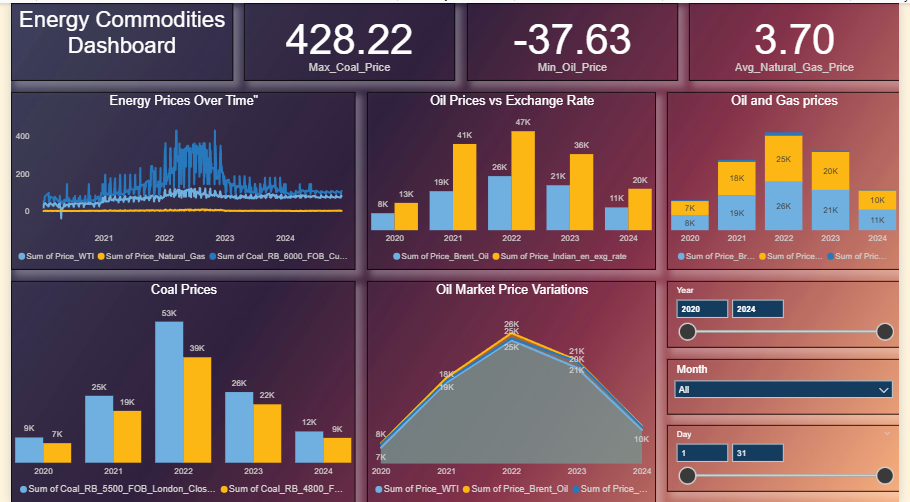 Energy Commodities
Dashboard
428.22
Max_Coal_Price
-37.63
Min_Oil_Price
3.70
Avg_Natural_Gas_Price
Energy Prices Over Time"
400
200
0
2021 2022 2023 2024
Sum of Price_WTI Sum of Price_Natural_Gas Sum of Coal_RB_6000_FOB_Cu...
Oil Prices vs Exchange Rate
8K 13K 19K 41K 26K 47K 21K 36K 11K 20K
2020 2021 2022 2023 2024
Sum of Price_Brent_Oil Sum of Price_Indian_en_exg_rate
Oil and Gas prices
7K 18K 25K 20K 10K
8K 19K 26K 21K 11K
2020 2021 2022 2023 2024
Sum of Price_Br... Sum of Price... Sum of Pric...
Coal Prices
9K 7K 25K 19K 53K 39K 26K 22K 12K 9K
2020 2021 2022 2023 2024
Sum of Coal_RB_5500_FOB_London_Clos... Sum of Coal_RB_4800_F...
Oil Market Price Variations
26K
25K
25K
21K
20K
21K
18K
19K
8K
7K
10K
2020 2021 2022 2023 2024
Sum of Price_WTI Sum of Price_Brent_Oil Sum of Price_...
Year
2020 2024
Month
All
Day
1 31